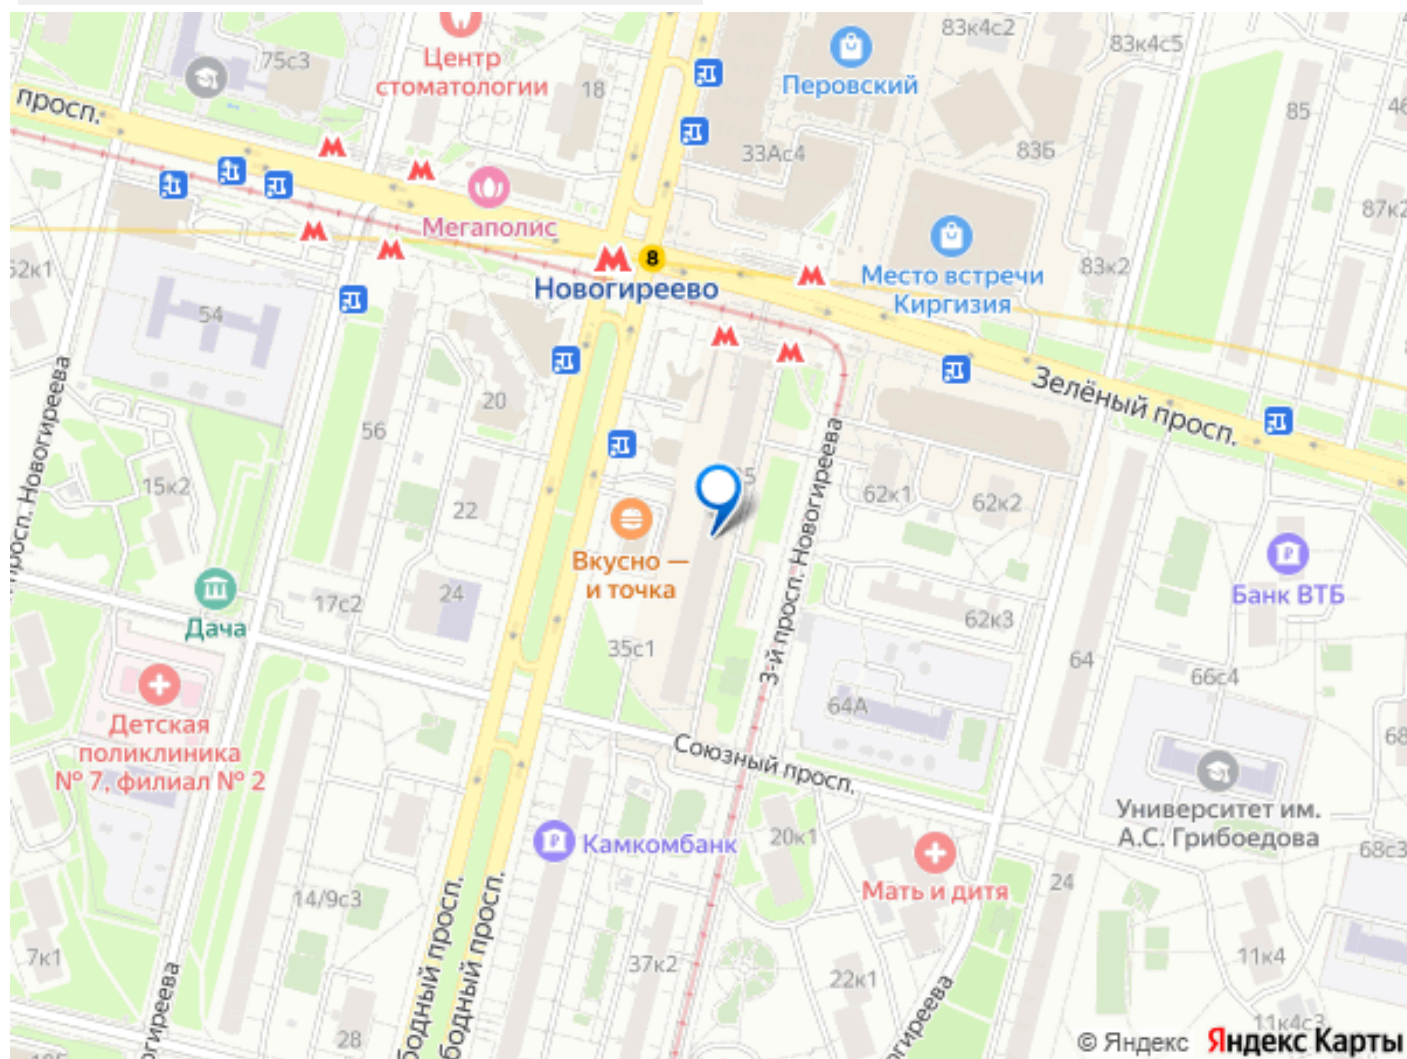 83к4с2
83к4с5
75с3
Центр
стоматологии
18
Перовский
просп.
85
33Ас4
83Б
Мегаполис
87к2
8
Новогиреево
Место встречи
Киргизия
83к2
52к1
54
Зелёный просп.
20
56
15к2
22
62к1
62к2
просп. Новогиреева
3-й просп. Новогиреева
Вкусно —
и точка
Банк ВТБ
17с2
24
Дача
62к3
35с1
64
66с4
64А
Детская
поликлиника
№ 7, филиал № 2
Союзный просп.
Университет им.
А.С. Грибоедова
Камкомбанк
20к1
68с3
Мать и дитя
24
14/9с3
7к1
37к2
22к1
11к4
бодный просп.
бодный просп.
28
11к4с3
© Яндекс Яндекс Карты